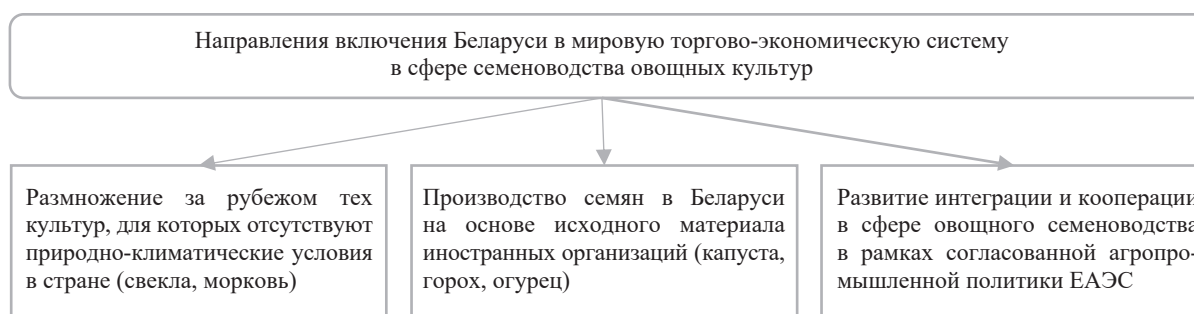 Направления включения Беларуси в мировую торгово-экономическую систему
в сфере семеноводства овощных культур
Размножение за рубежом тех
культур, для которых отсутствуют
природно-климатические условия
в стране (свекла, морковь)
Производство семян в Беларуси
на основе исходного материала
иностранных организаций (капуста,
горох, огурец)
Развитие интеграции и кооперации
в сфере овощного семеноводства
в рамках согласованной агропро-
мышленной политики ЕАЭС